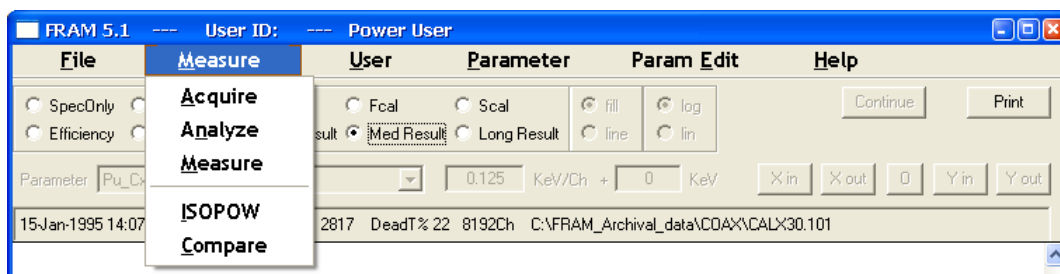 FRAM 5.1 --- User ID: --- Power User
File Measure User Parameter Param Edit Help
SpecOnly Fcal Scal fill log Continue Print
Efficiency Med Result Long Result line lin
Acquire
Analyze
Measure
ISOPOW
Compare
Parameter 0.125 KeV/Ch + 0 KeV X in X out 0 Y in Y out
15-Jan-1995 14:07 2817 DeadT% 22 8192Ch C:\FRAM_Archival_data\COAX\CALX30.101